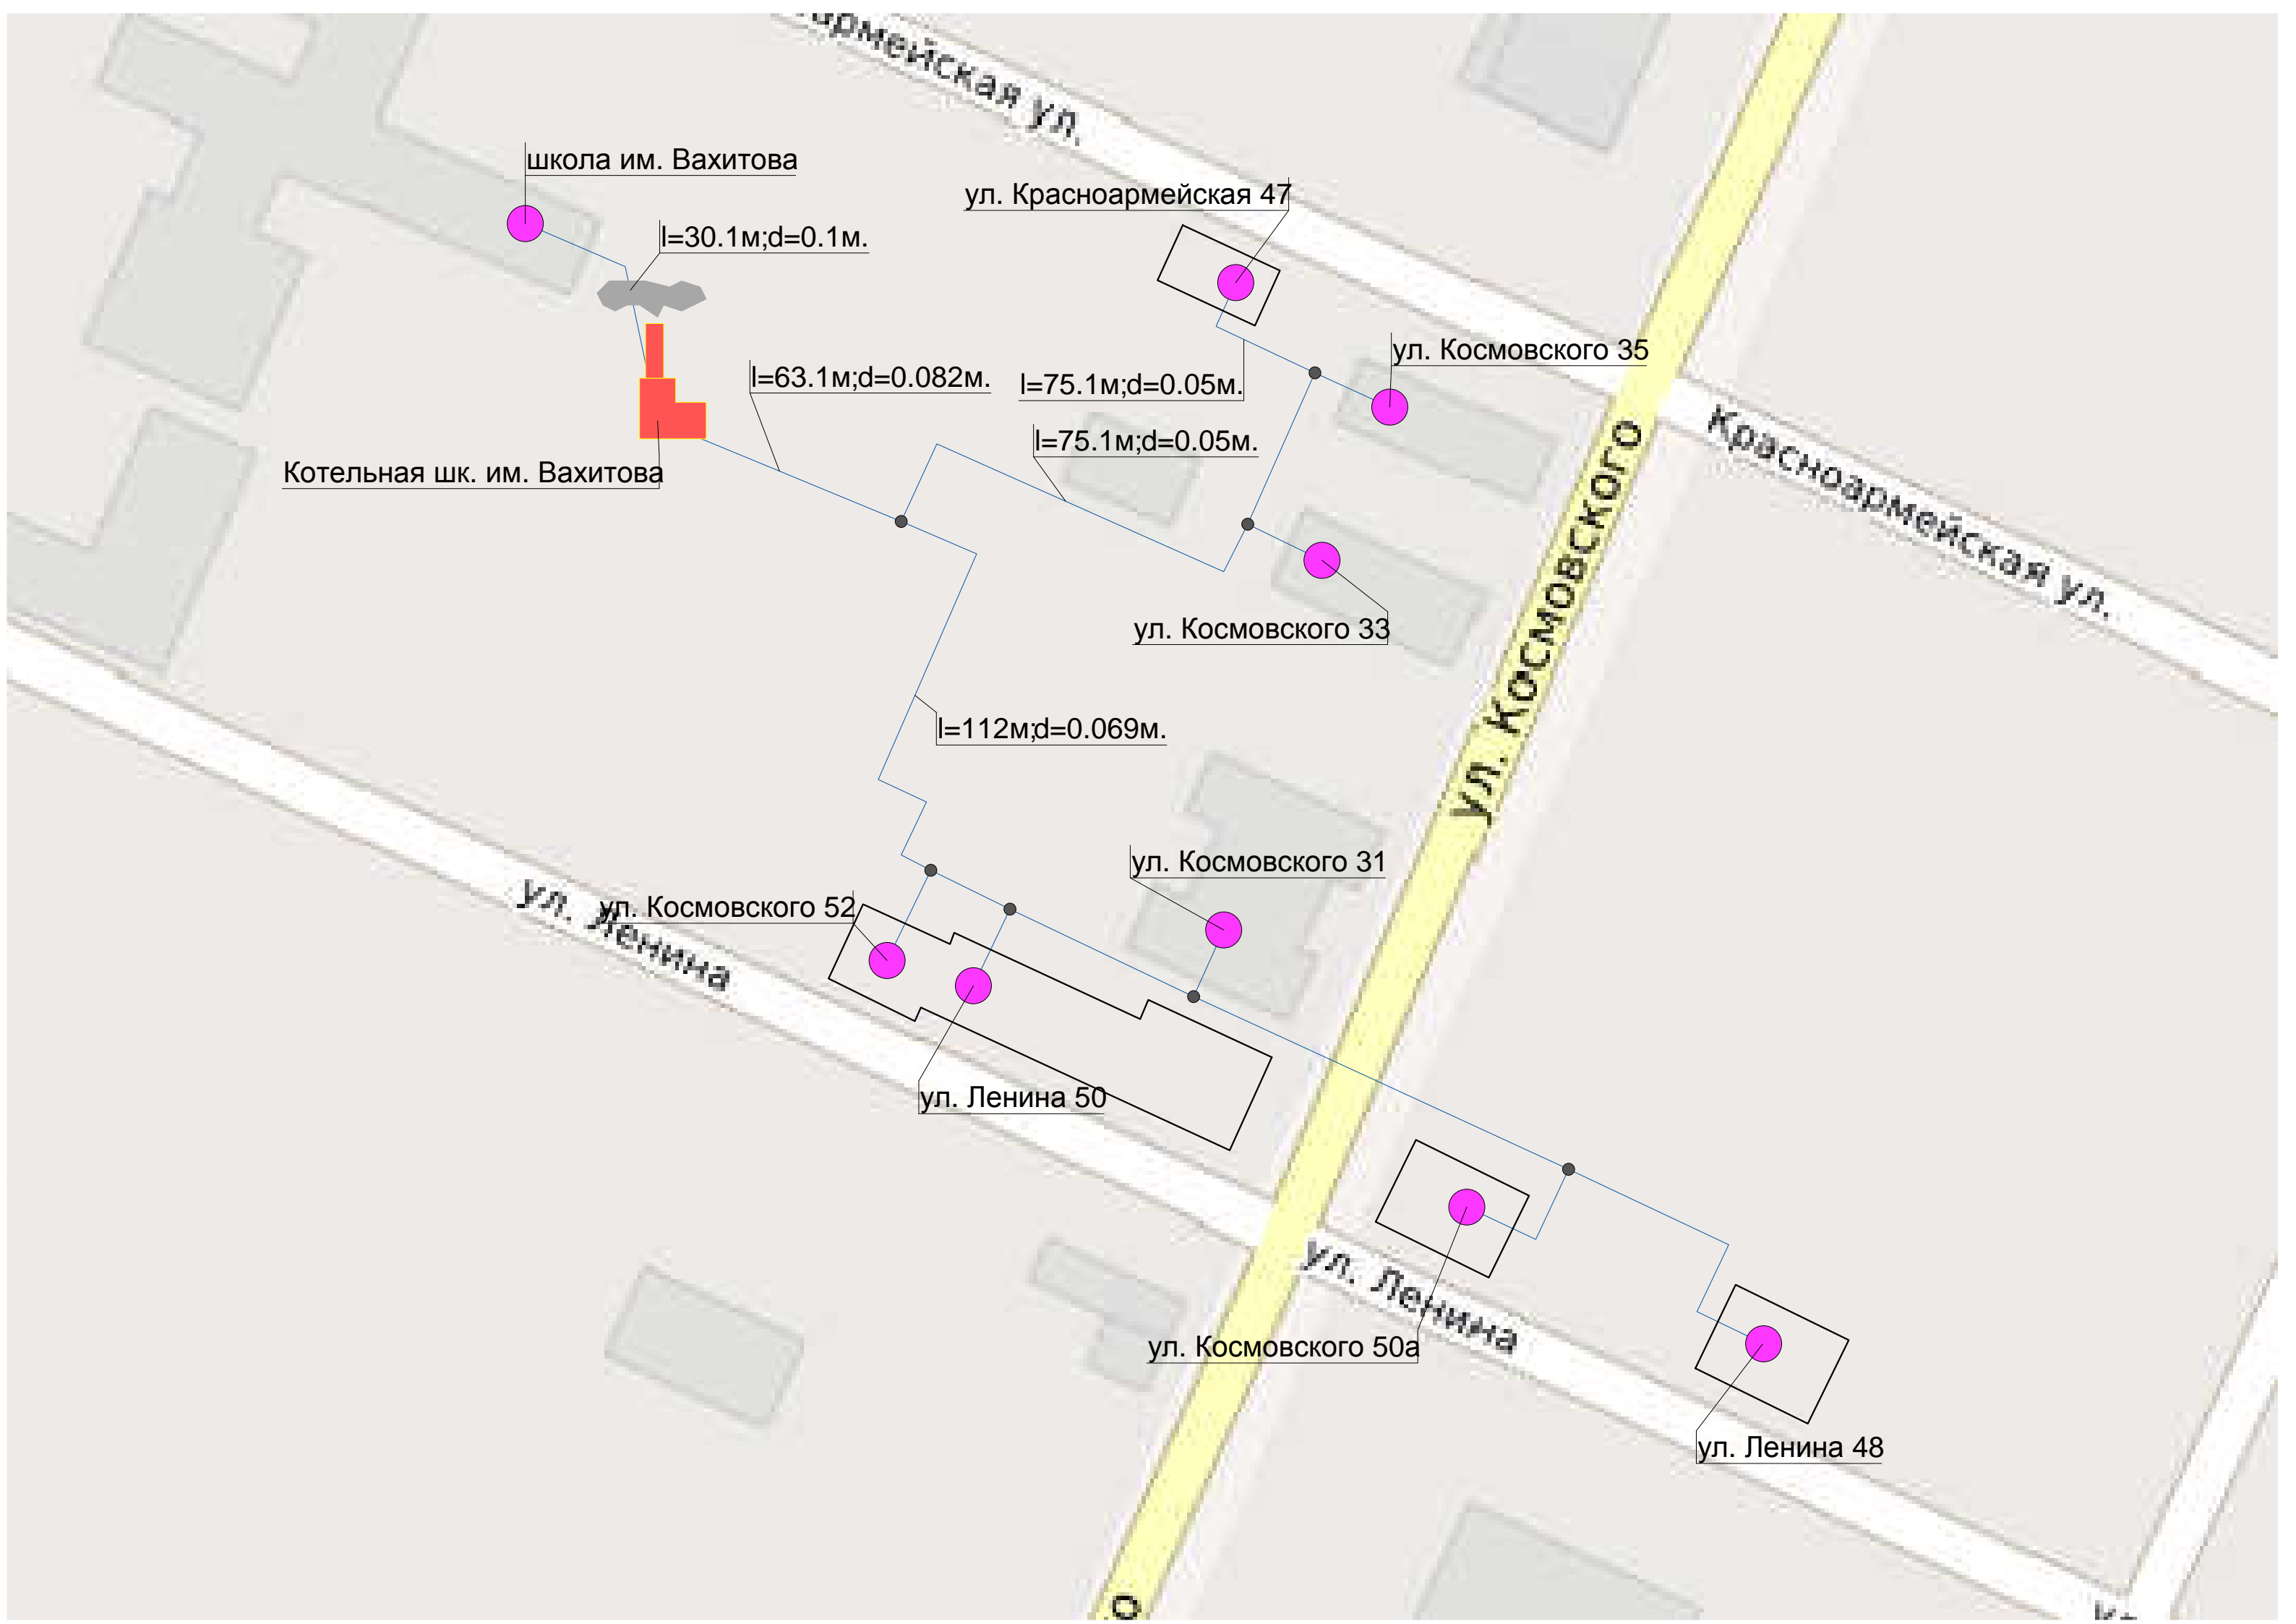 армейская ул.
школа им. Вахитова
ул. Красноармейская 47
l=30.1м;d=0.1м.
ул. Космовского 35
l=63.1м;d=0.082м.
l=75.1м;d=0.05м.
Красноармейская ул.
l=75.1м;d=0.05м.
Котельная шк. им. Вахитова
ул. Космовского
ул. Космовского 33
l=112м;d=0.069м.
ул. Космовского 31
ул. Ленина
ул. Космовского 52
ул. Ленина 50
ул. Ленина
ул. Космовского 50а
ул. Ленина 48
о